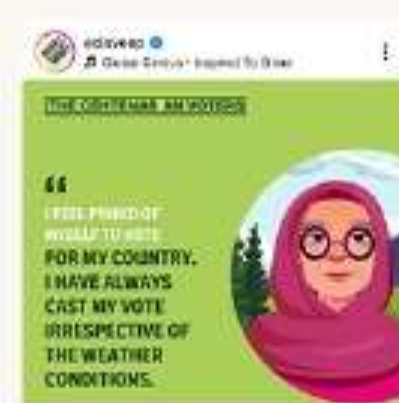 ecisveep
THE CENTENARIAN VOTERS
“
I FEEL PROUD OF
MYSELF TO VOTE
FOR MY COUNTRY.
I HAVE ALWAYS
CAST MY VOTE
IRRESPECTIVE OF
THE WEATHER
CONDITIONS.